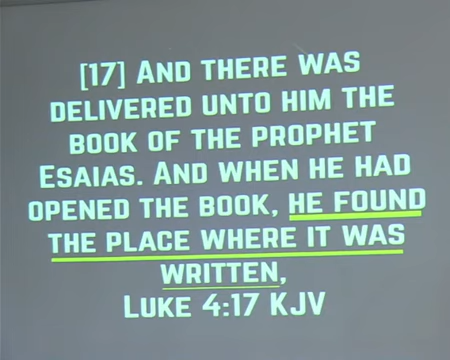 [17] And there was
delivered unto him the
book of the prophet
Esaias. And when he had
opened the book, he found
the place where it was
written,
Luke 4:17 KJV